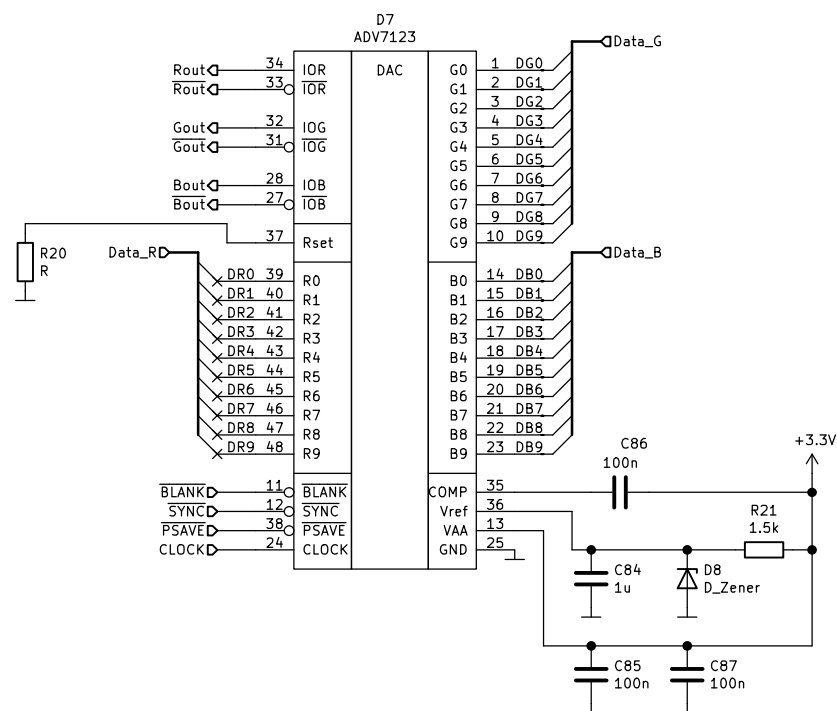 D7
ADV7123
DAC
Rout 34 IOR
Rout 33 IOR
Gout 32 IOG
Gout 31 IOG
Bout 28 IOB
Bout 27 IOB
37 Rset
R20
R
Data_R
DR0 39 R0
DR1 40 R1
DR2 41 R2
DR3 42 R3
DR4 43 R4
DR5 44 R5
DR6 45 R6
DR7 46 R7
DR8 47 R8
DR9 48 R9
BLANK 11 BLANK
SYNC 12 SYNC
PSAVE 38 PSAVE
CLOCK 24 CLOCK
Data_G
G0 1 DG0
G1 2 DG1
G2 3 DG2
G3 4 DG3
G4 5 DG4
G5 6 DG5
G6 7 DG6
G7 8 DG7
G8 9 DG8
G9 10 DG9
Data_B
B0 14 DB0
B1 15 DB1
B2 16 DB2
B3 17 DB3
B4 18 DB4
B5 19 DB5
B6 20 DB6
B7 21 DB7
B8 22 DB8
B9 23 DB9
COMP 35
Vref 36
VAA 13
GND 25
C86
100n
+3.3V
R21
1.5k
C84
1u
D8
D_Zener
C85
100n
C87
100n